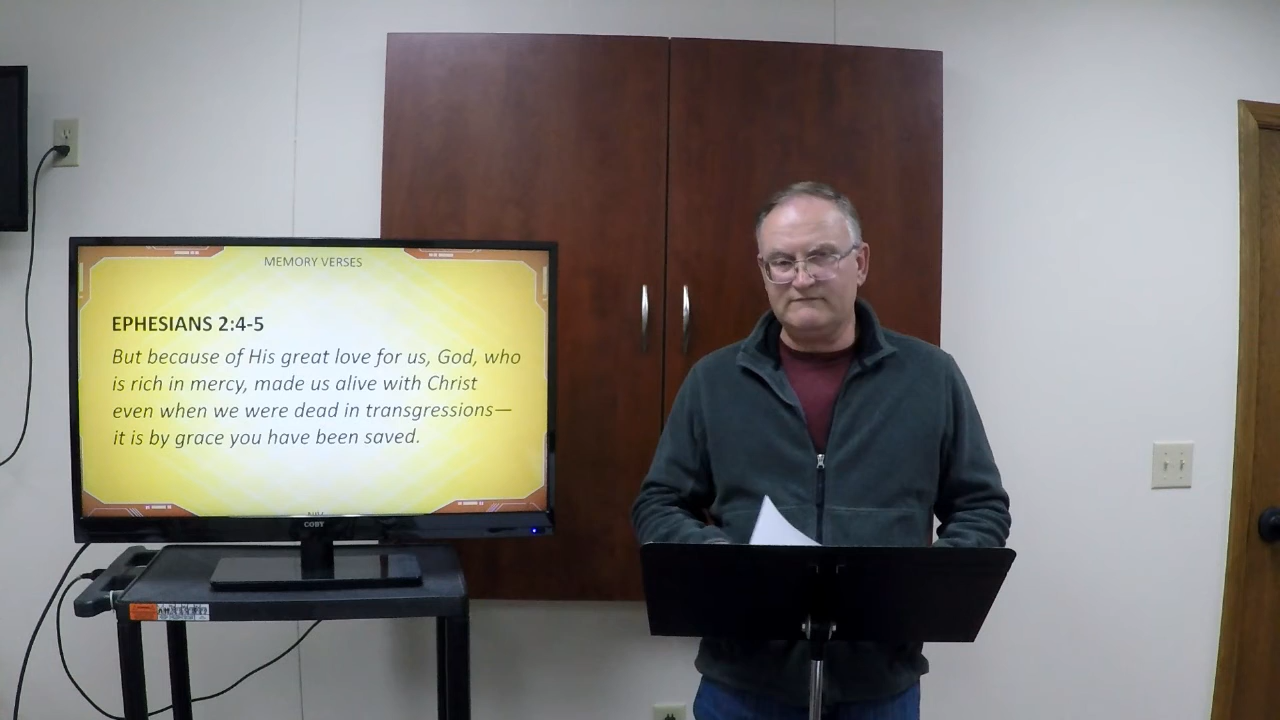 MEMORY VERSES
EPHESIANS 2:4-5
But because of His great love for us, God, who
is rich in mercy, made us alive with Christ
even when we were dead in transgressions—
it is by grace you have been saved.
COBY